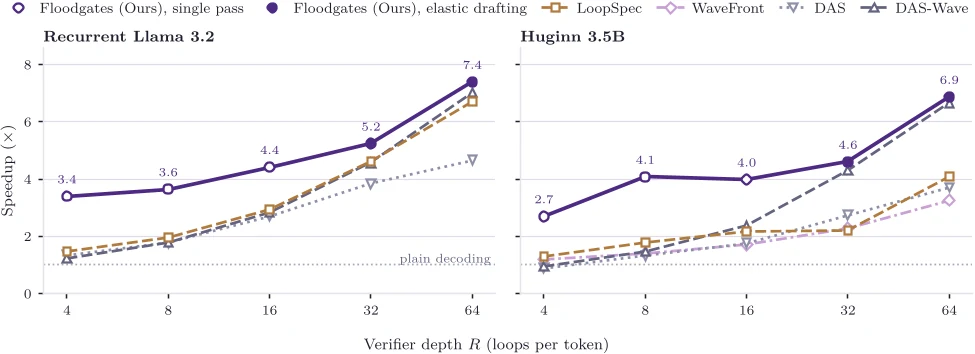 Floodgates (Ours), single pass Floodgates (Ours), elastic drafting LoopSpec WaveFront DAS DAS-Wave
Recurrent Llama 3.2 Huginn 3.5B
Speedup (×)
8
6
4
2
0
3.4 3.6 4.4 5.2 7.4
plain decoding
4 8 16 32 64
2.7 4.1 4.0 4.6 6.9
4 8 16 32 64
Verifier depth R (loops per token)